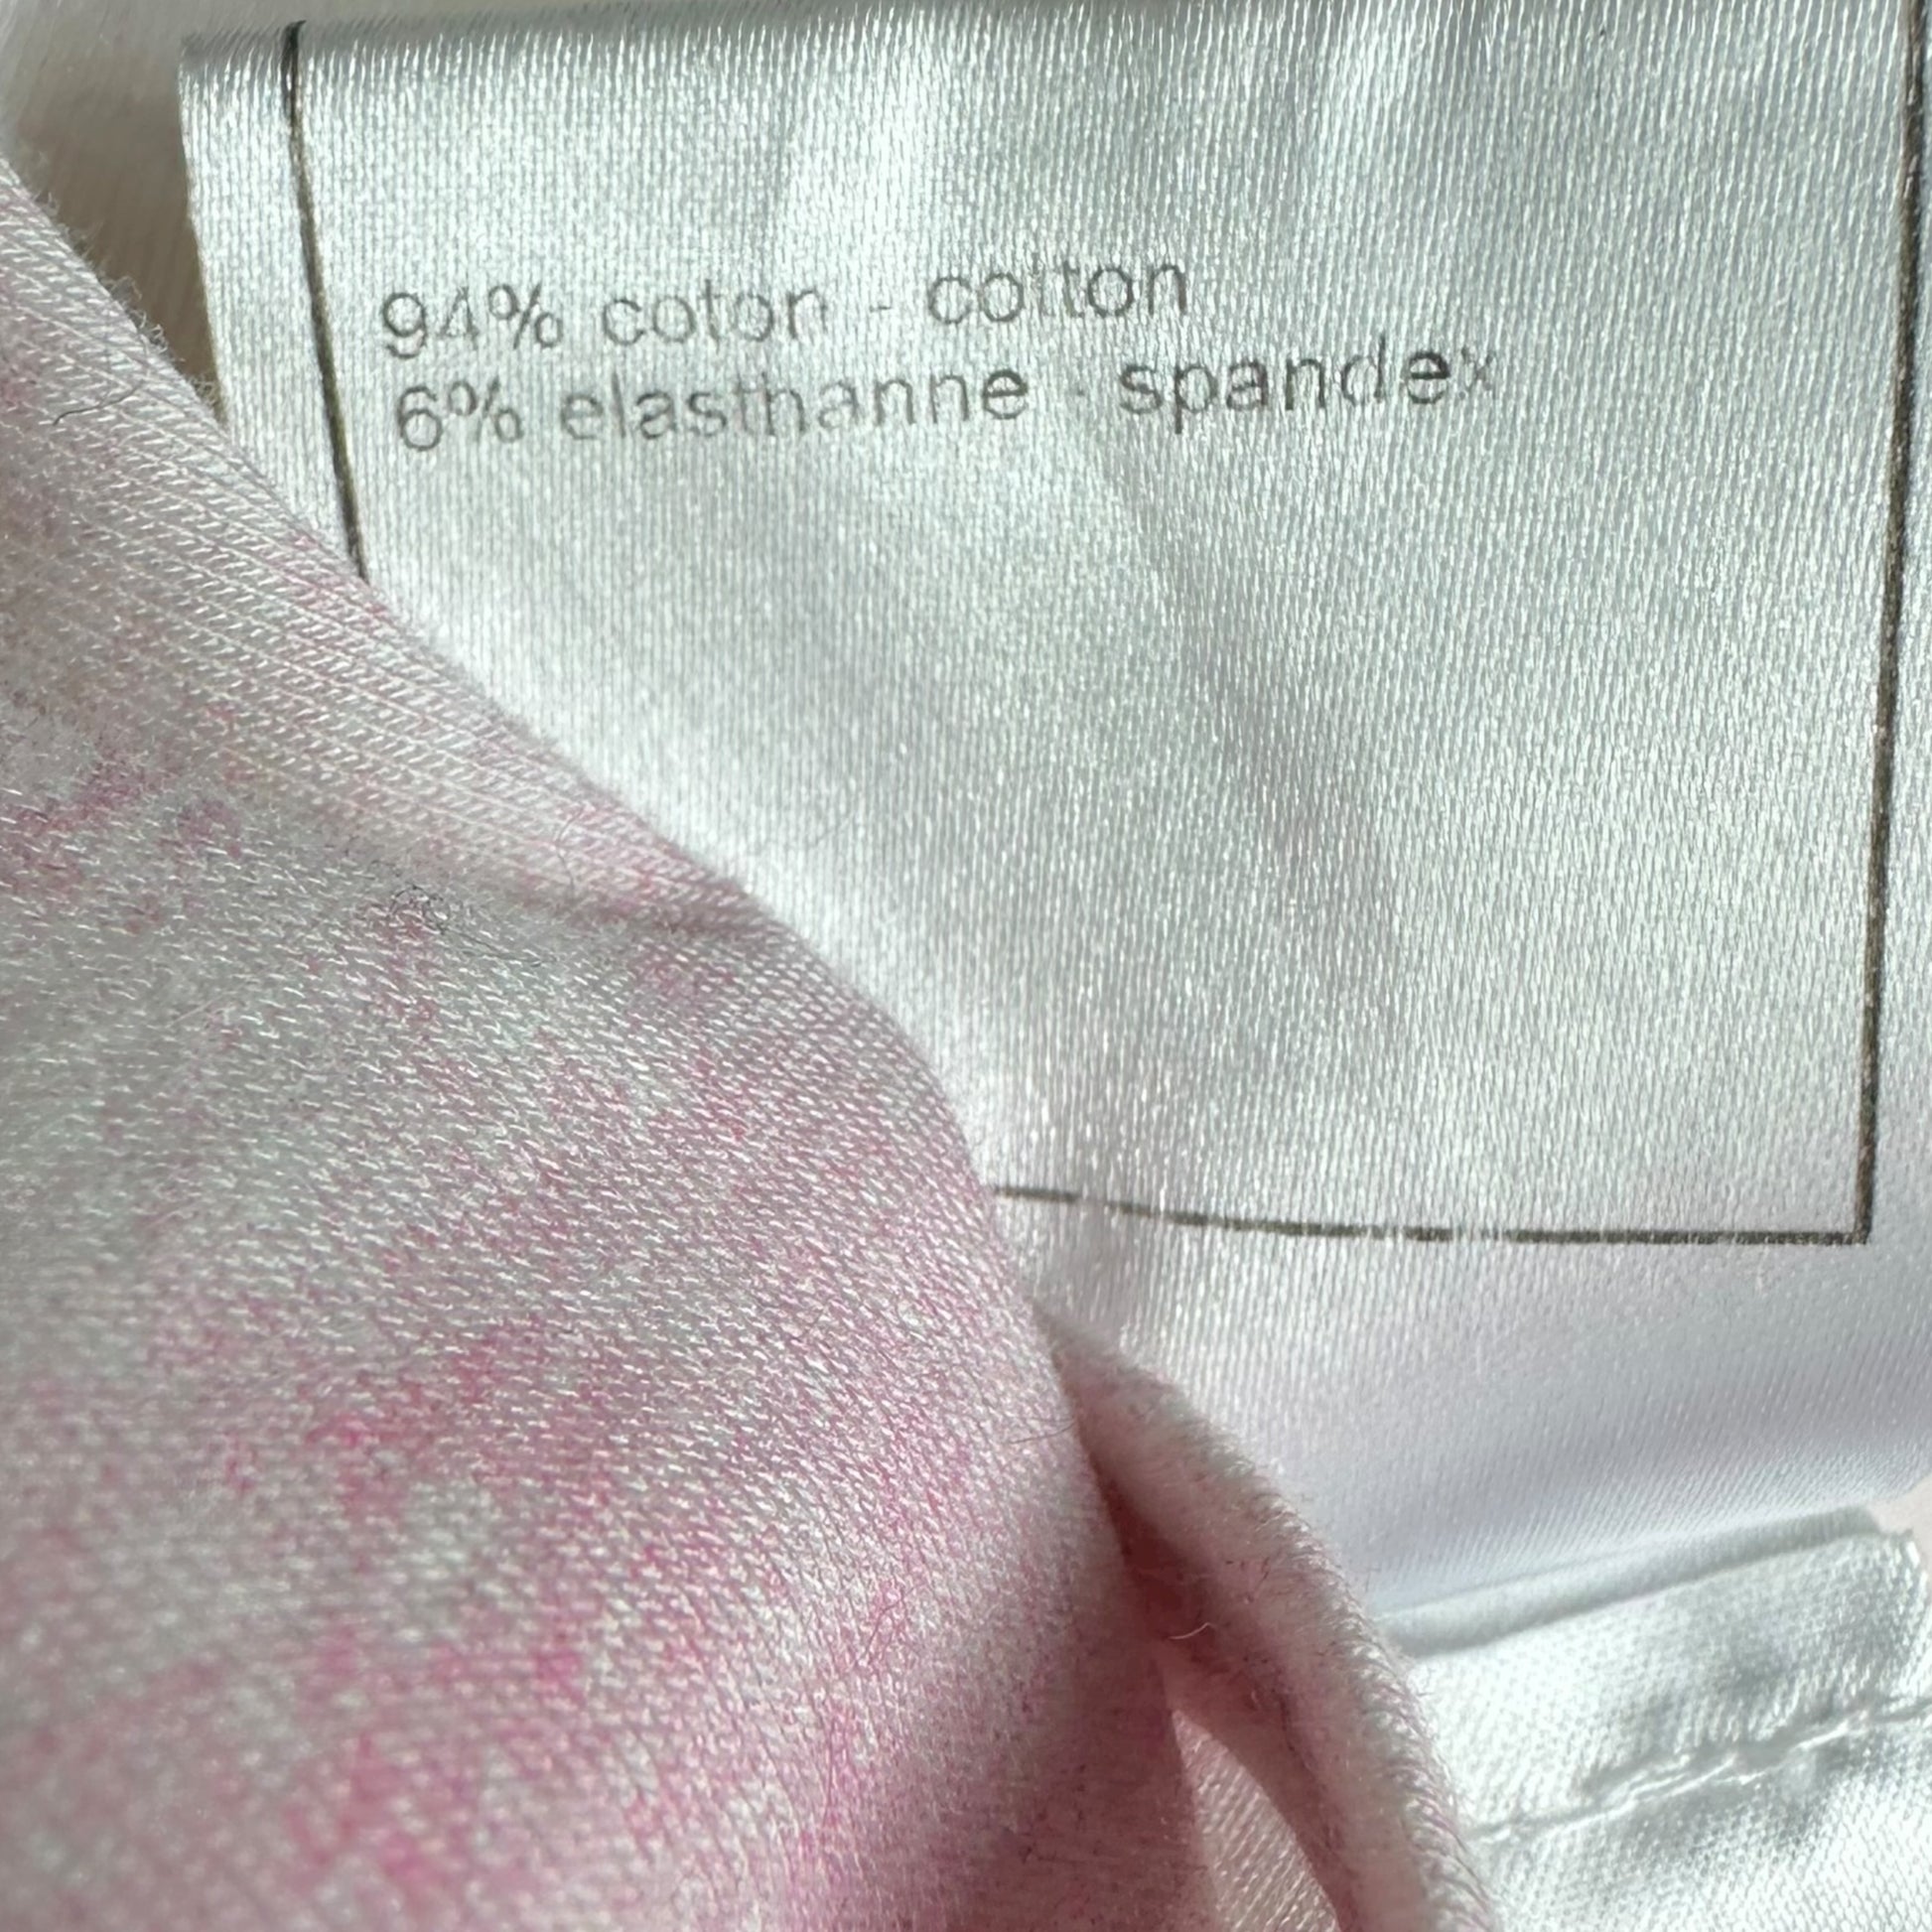 94% coton - cotton
6% elasthanne - spandex